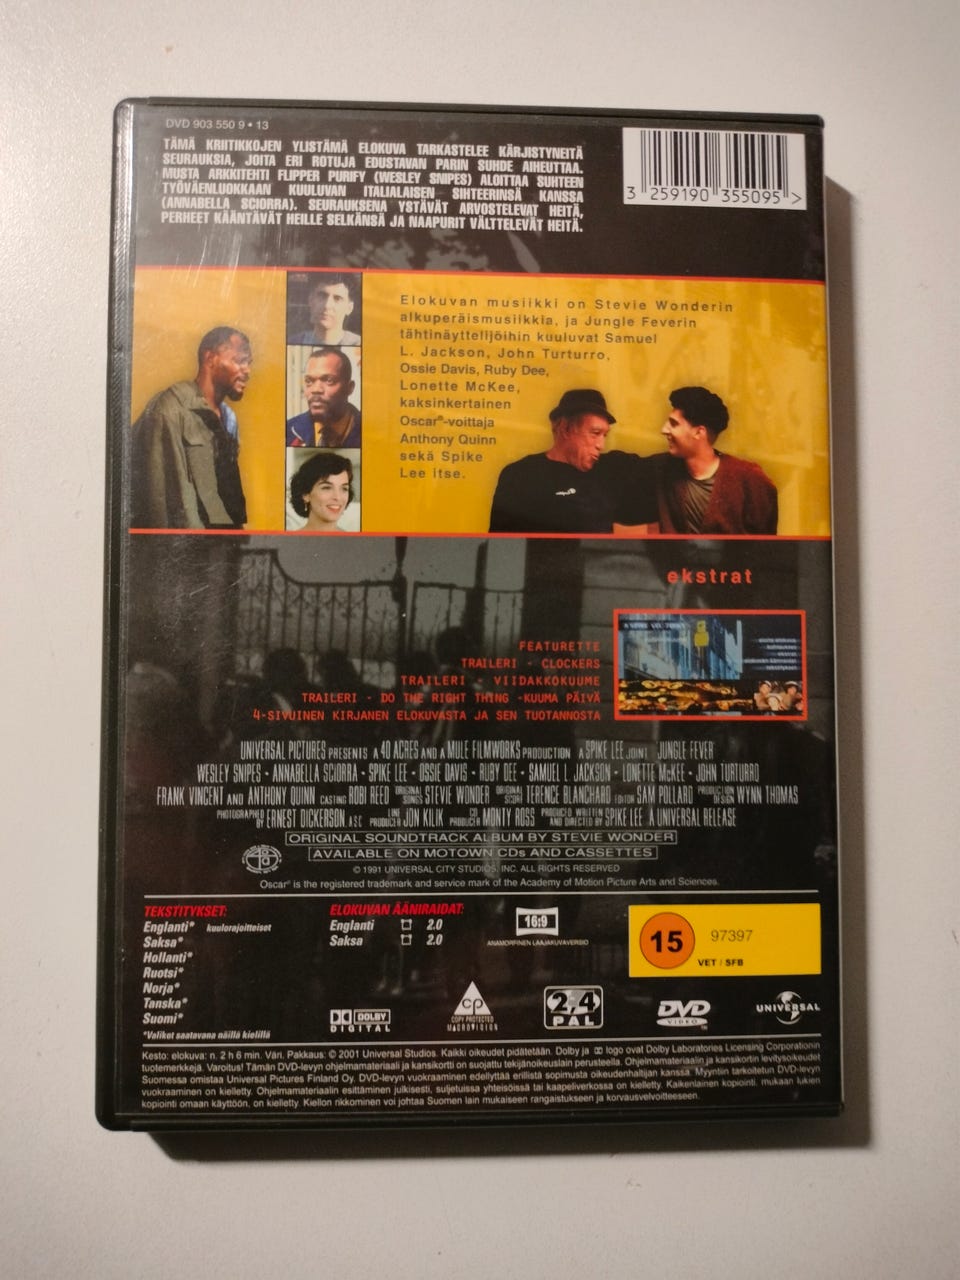 DVD 903 550 9 • 13
TÄMÄ KRIITIKKOJEN YLISTÄMÄ ELOKUVA TARKASTELEE KÄRJISTYNEITÄ
SEURAUKSIA, JOITA ERI ROTUJA EDUSTAVAN PARIN SUHDE AIHEUTTAA.
MUSTA ARKKITEHTI FLIPPER PURIFY (WESLEY SNIPES) ALOITTAA SUHTEEN
TYÖVÄENLUOKKAAN KUULUVAN ITALIALAISEN SIHTEERINSÄ KANSSA
(ANNABELLA SCIORRA). SEURAUKSENA YSTÄVÄT ARVOSTELEVAT HEITÄ,
PERHEET KÄÄNTÄVÄT HEILLE SELKÄNSÄ JA NAAPURIT VÄLTTELEVÄT HEITÄ.
3 259190 355095 >
Elokuvan musiikki on Stevie Wonderin
alkuperäismusiikkia, ja Jungle Feverin
tähtinäyttelijöihin kuuluvat Samuel
L. Jackson, John Turturro,
Ossie Davis, Ruby Dee,
Lonette McKee,
kaksinkertainen
Oscar®-voittaja
Anthony Quinn
sekä Spike
Lee itse.
ekstrat
FEATURETTE
TRAILERI - CLOCKERS
TRAILERI - VIIDAKKOKUUME
TRAILERI - DO THE RIGHT THING -KUUMA PÄIVÄ
4-SIVUINEN KIRJANEN ELOKUVASTA JA SEN TUOTANNOSTA
UNIVERSAL PICTURES PRESENTS A 40 ACRES AND A MULE FILMWORKS PRODUCTION A SPIKE LEE JOINT JUNGLE FEVER
WESLEY SNIPES • ANNABELLA SCIORRA • SPIKE LEE • OSSIE DAVIS • RUBY DEE • SAMUEL L. JACKSON • LONETTE McKEE • JOHN TURTURRO
FRANK VINCENT AND ANTHONY QUINN CASTING ROBI REED ORIGINAL SONGS STEVIE WONDER ORIGINAL SCORE TERENCE BLANCHARD EDITOR SAM POLLARD PRODUCTION DESIGN WYNN THOMAS
PHOTOGRAPHED BY ERNEST DICKERSON, A.S.C. LINE PRODUCER JON KILIK CO PRODUCER MONTY ROSS PRODUCED WRITTEN AND DIRECTED BY SPIKE LEE A UNIVERSAL RELEASE
ORIGINAL SOUNDTRACK ALBUM BY STEVIE WONDER
AVAILABLE ON MOTOWN CDs AND CASSETTES
© 1991 UNIVERSAL CITY STUDIOS, INC. ALL RIGHTS RESERVED
Oscar® is the registered trademark and service mark of the Academy of Motion Picture Arts and Sciences.
TEKSTITYKSET:
Englanti* kuulorajoitteiset
Saksa*
Hollanti*
Ruotsi*
Norja*
Tanska*
Suomi*
*Valikot saatavana näillä kielillä
ELOKUVAN ÄÄNIRAIDAT:
Englanti 2.0
Saksa 2.0
16:9
ANAMORFINEN LAAJAKUVAVERSIO
15
97397
VET / SFB
DOLBY
DIGITAL
CP
COPY PROTECTED
MACROVISION
2,4
PAL
DVD
VIDEO
TM
UNIVERSAL
Kesto: elokuva: n. 2 h 6 min. Väri. Pakkaus: © 2001 Universal Studios. Kaikki oikeudet pidätetään. Dolby ja logo ovat Dolby Laboratories Licensing Corporationin
tuotemerkkejä. Varoitus! Tämän DVD-levyn ohjelmamateriaali ja kansikortti on suojattu tekijänoikeuslain perusteella. Ohjelmamateriaalin ja kansikortin levitysoikeudet
Suomessa omistaa Universal Pictures Finland Oy. DVD-levyn vuokraaminen edellyttää erillistä sopimusta oikeudenhaltijan kanssa. Myyntiin tarkoitetun DVD-levyn
vuokraaminen on kielletty. Ohjelmamateriaalin esittäminen julkisesti, suljetuissa yhteisöissä tai kaapeliverkossa on kielletty. Kaikenlainen kopiointi, mukaan lukien
kopiointi omaan käyttöön, on kielletty. Kiellon rikkominen voi johtaa Suomen lain mukaiseen rangaistukseen ja korvausvelvoitteeseen.